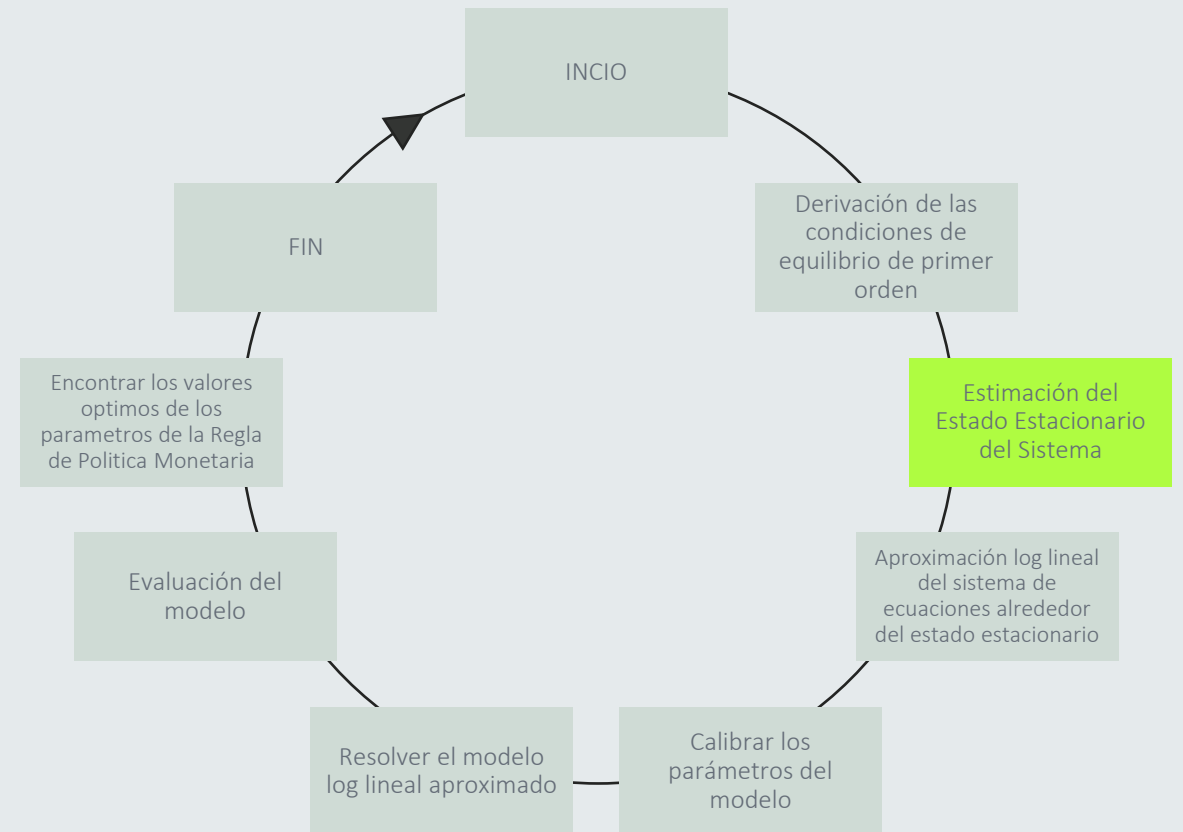 INCIO
Derivación de las
condiciones de
equilibrio de primer
orden
Estimación del
Estado Estacionario
del Sistema
Aproximación log lineal
del sistema de
ecuaciones alrededor
del estado estacionario
Calibrar los
parámetros del
modelo
Resolver el modelo
log lineal aproximado
Evaluación del
modelo
Encontrar los valores
optimos de los
parametros de la Regla
de Politica Monetaria
FIN